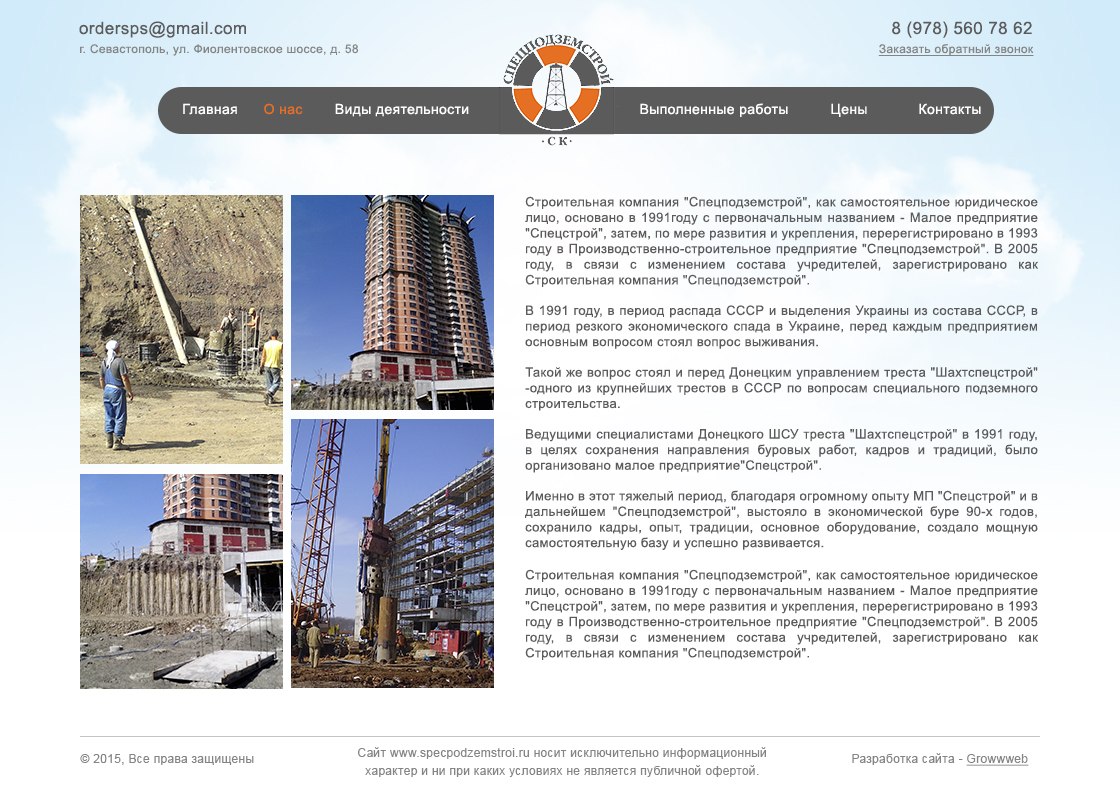 ordersps@gmail.com
г. Севастополь, ул. Фиолентовское шоссе, д. 58
8 (978) 560 78 62
Заказать обратный звонок
СПЕЦПОДЗЕМСТРОЙ
· С К ·
Главная О нас Виды деятельности Выполненные работы Цены Контакты
Строительная компания "Спецподземстрой", как самостоятельное юридическое
лицо, основано в 1991году с первоначальным названием - Малое предприятие
"Спецстрой", затем, по мере развития и укрепления, перерегистрировано в 1993
году в Производственно-строительное предприятие "Спецподземстрой". В 2005
году, в связи с изменением состава учредителей, зарегистрировано как
Строительная компания "Спецподземстрой".
В 1991 году, в период распада СССР и выделения Украины из состава СССР, в
период резкого экономического спада в Украине, перед каждым предприятием
основным вопросом стоял вопрос выживания.
Такой же вопрос стоял и перед Донецким управлением треста "Шахтспецстрой"
-одного из крупнейших трестов в СССР по вопросам специального подземного
строительства.
Ведущими специалистами Донецкого ШСУ треста "Шахтспецстрой" в 1991 году,
в целях сохранения направления буровых работ, кадров и традиций, было
организовано малое предприятие"Спецстрой".
Именно в этот тяжелый период, благодаря огромному опыту МП "Спецстрой" и в
дальнейшем "Спецподземстрой", выстояло в экономической буре 90-х годов,
сохранило кадры, опыт, традиции, основное оборудование, создало мощную
самостоятельную базу и успешно развивается.
Строительная компания "Спецподземстрой", как самостоятельное юридическое
лицо, основано в 1991году с первоначальным названием - Малое предприятие
"Спецстрой", затем, по мере развития и укрепления, перерегистрировано в 1993
году в Производственно-строительное предприятие "Спецподземстрой". В 2005
году, в связи с изменением состава учредителей, зарегистрировано как
Строительная компания "Спецподземстрой".
© 2015, Все права защищены
Сайт www.specpodzemstroi.ru носит исключительно информационный
характер и ни при каких условиях не является публичной офертой.
Разработка сайта - Growwweb